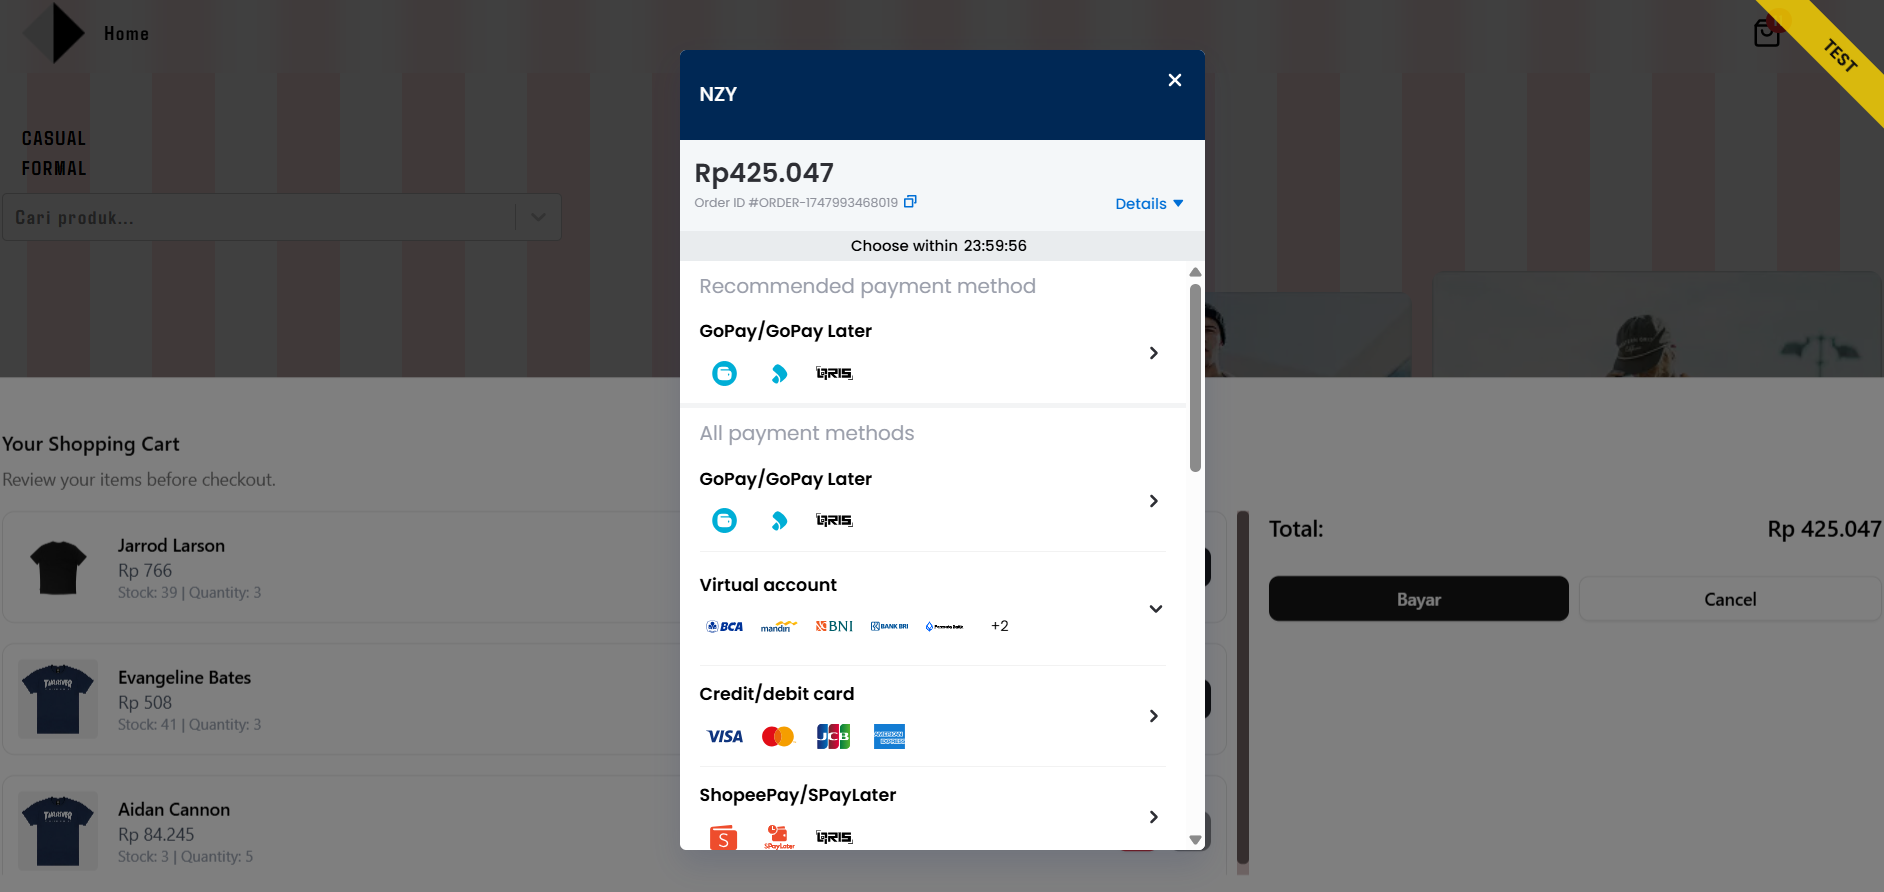 Home
TEST
CASUAL
FORMAL
Cari produk...
NZY
Rp425.047
Order ID #ORDER-1747993468019
Details
Choose within 23:59:56
Recommended payment method
GoPay/GoPay Later
QRIS
All payment methods
GoPay/GoPay Later
QRIS
Virtual account
BCA
mandiri
BNI
BANK BRI
+2
Credit/debit card
VISA
JCB
AMERICAN EXPRESS
ShopeePay/SPayLater
S
SPayLater
QRIS
Your Shopping Cart
Review your items before checkout.
Jarrod Larson
Rp 766
Stock: 39 | Quantity: 3
THRASHER
Evangeline Bates
Rp 508
Stock: 41 | Quantity: 3
THRASHER
Aidan Cannon
Rp 84.245
Stock: 3 | Quantity: 5
Total:
Rp 425.047
Bayar
Cancel